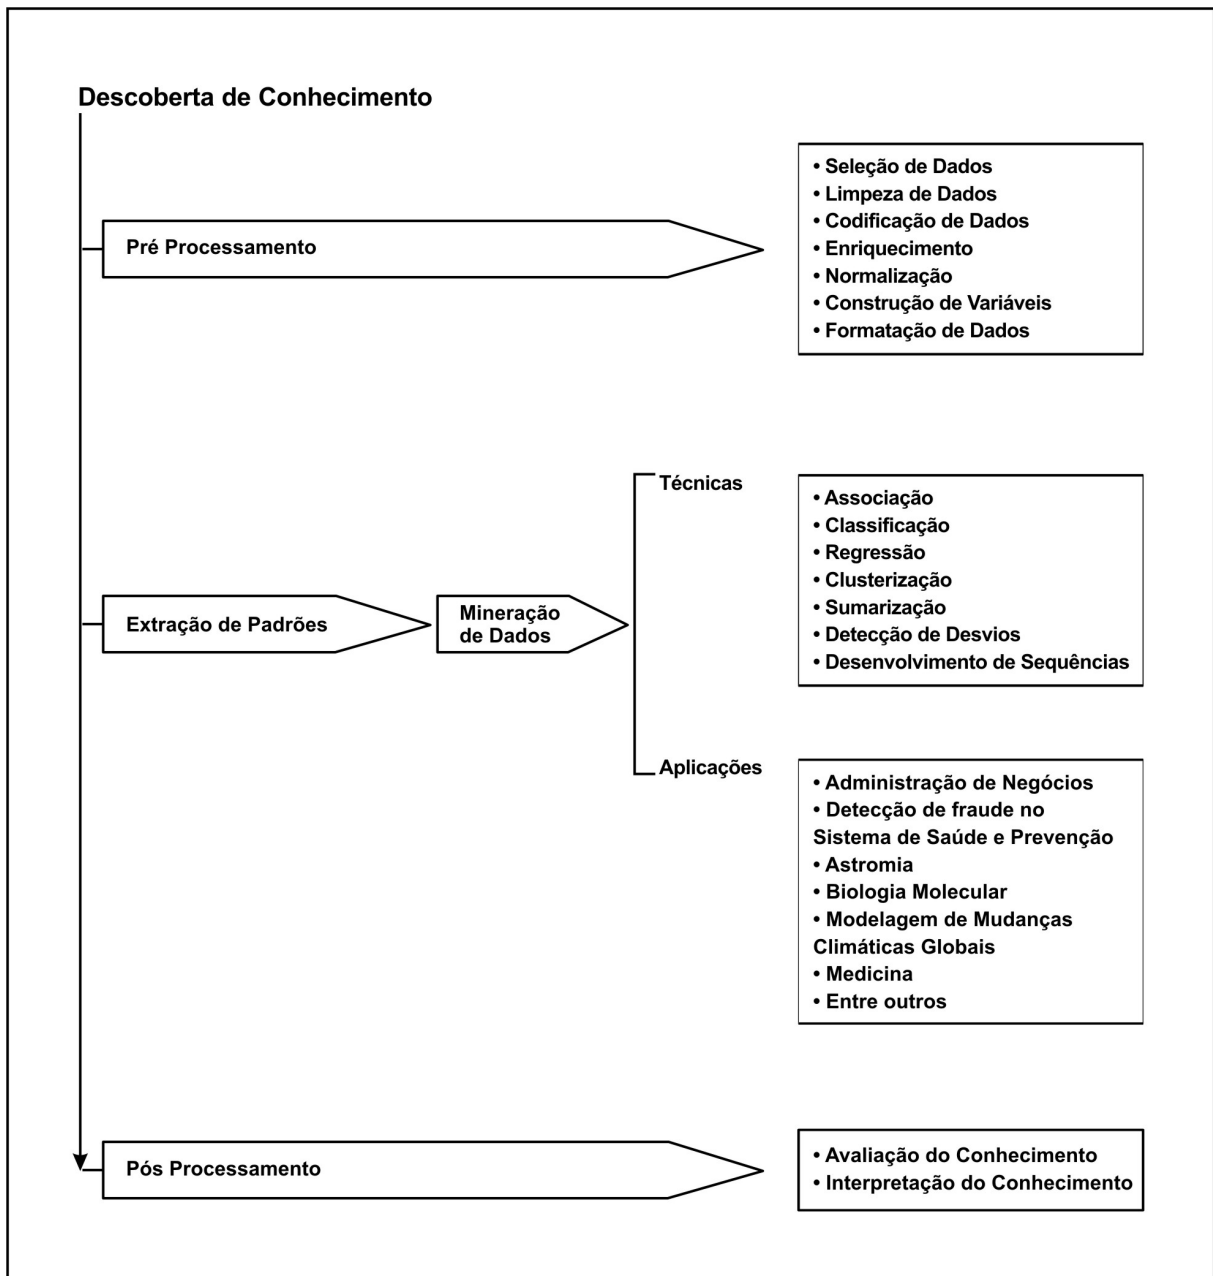 Descoberta de Conhecimento
Pré Processamento
• Seleção de Dados
• Limpeza de Dados
• Codificação de Dados
• Enriquecimento
• Normalização
• Construção de Variáveis
• Formatação de Dados
Extração de Padrões
Mineração
de Dados
Técnicas
• Associação
• Classificação
• Regressão
• Clusterização
• Sumarização
• Detecção de Desvios
• Desenvolvimento de Sequências
Aplicações
• Administração de Negócios
• Detecção de fraude no
Sistema de Saúde e Prevenção
• Astromia
• Biologia Molecular
• Modelagem de Mudanças
Climáticas Globais
• Medicina
• Entre outros
Pós Processamento
• Avaliação do Conhecimento
• Interpretação do Conhecimento